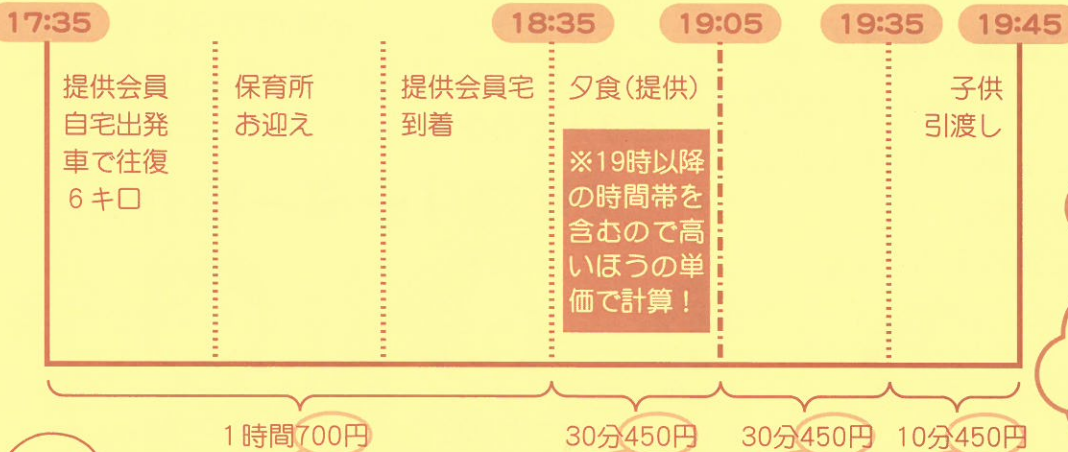 17:35
18:35
19:05
19:35
19:45
提供会員
自宅出発
車で往復
6キロ
保育所
お迎え
提供会員宅
到着
夕食(提供)
※19時以降
の時間帯を
含むので高
いほうの単
価で計算!
子供
引渡し
1時間700円
30分450円
30分450円
10分450円